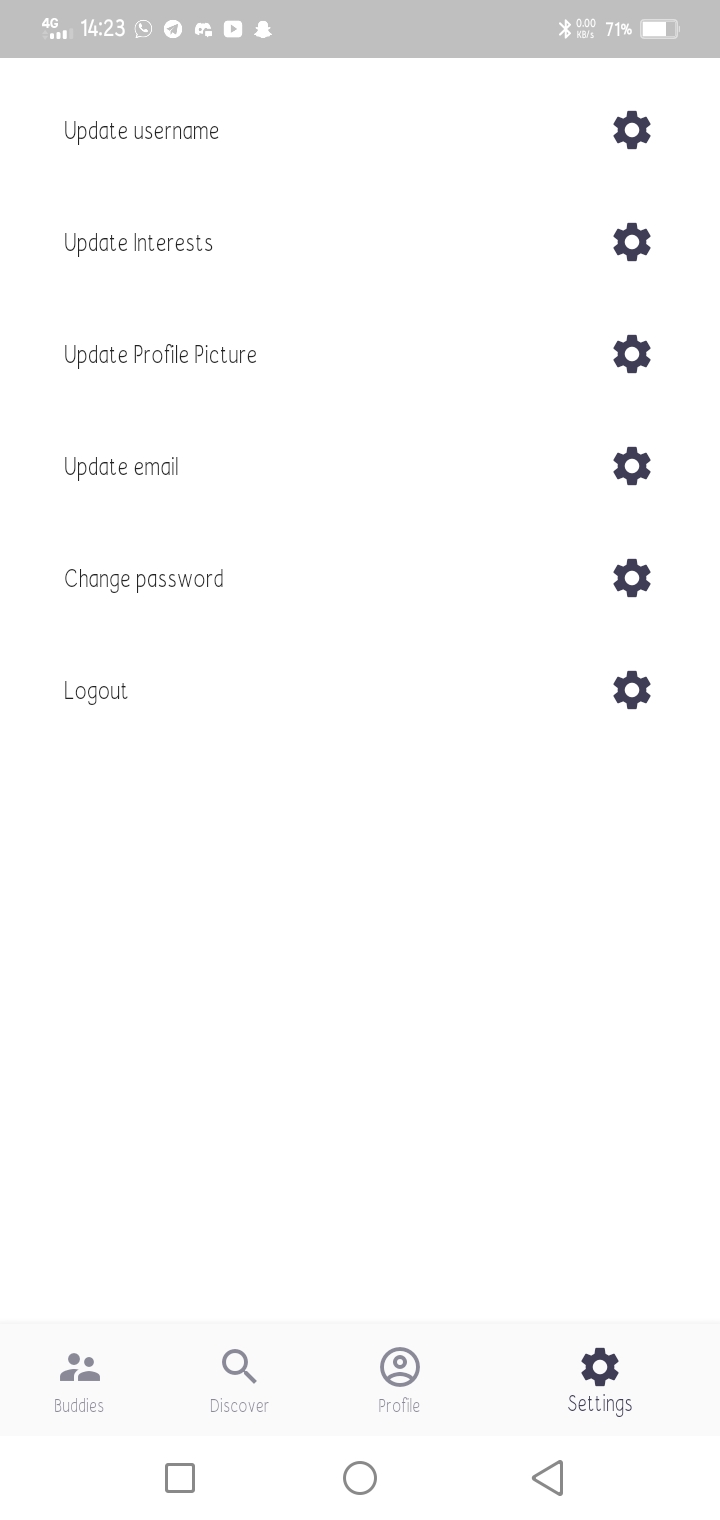 4G 14:23 0.00 KB/s 71%
Update username
Update Interests
Update Profile Picture
Update email
Change password
Logout
Buddies Discover Profile Settings